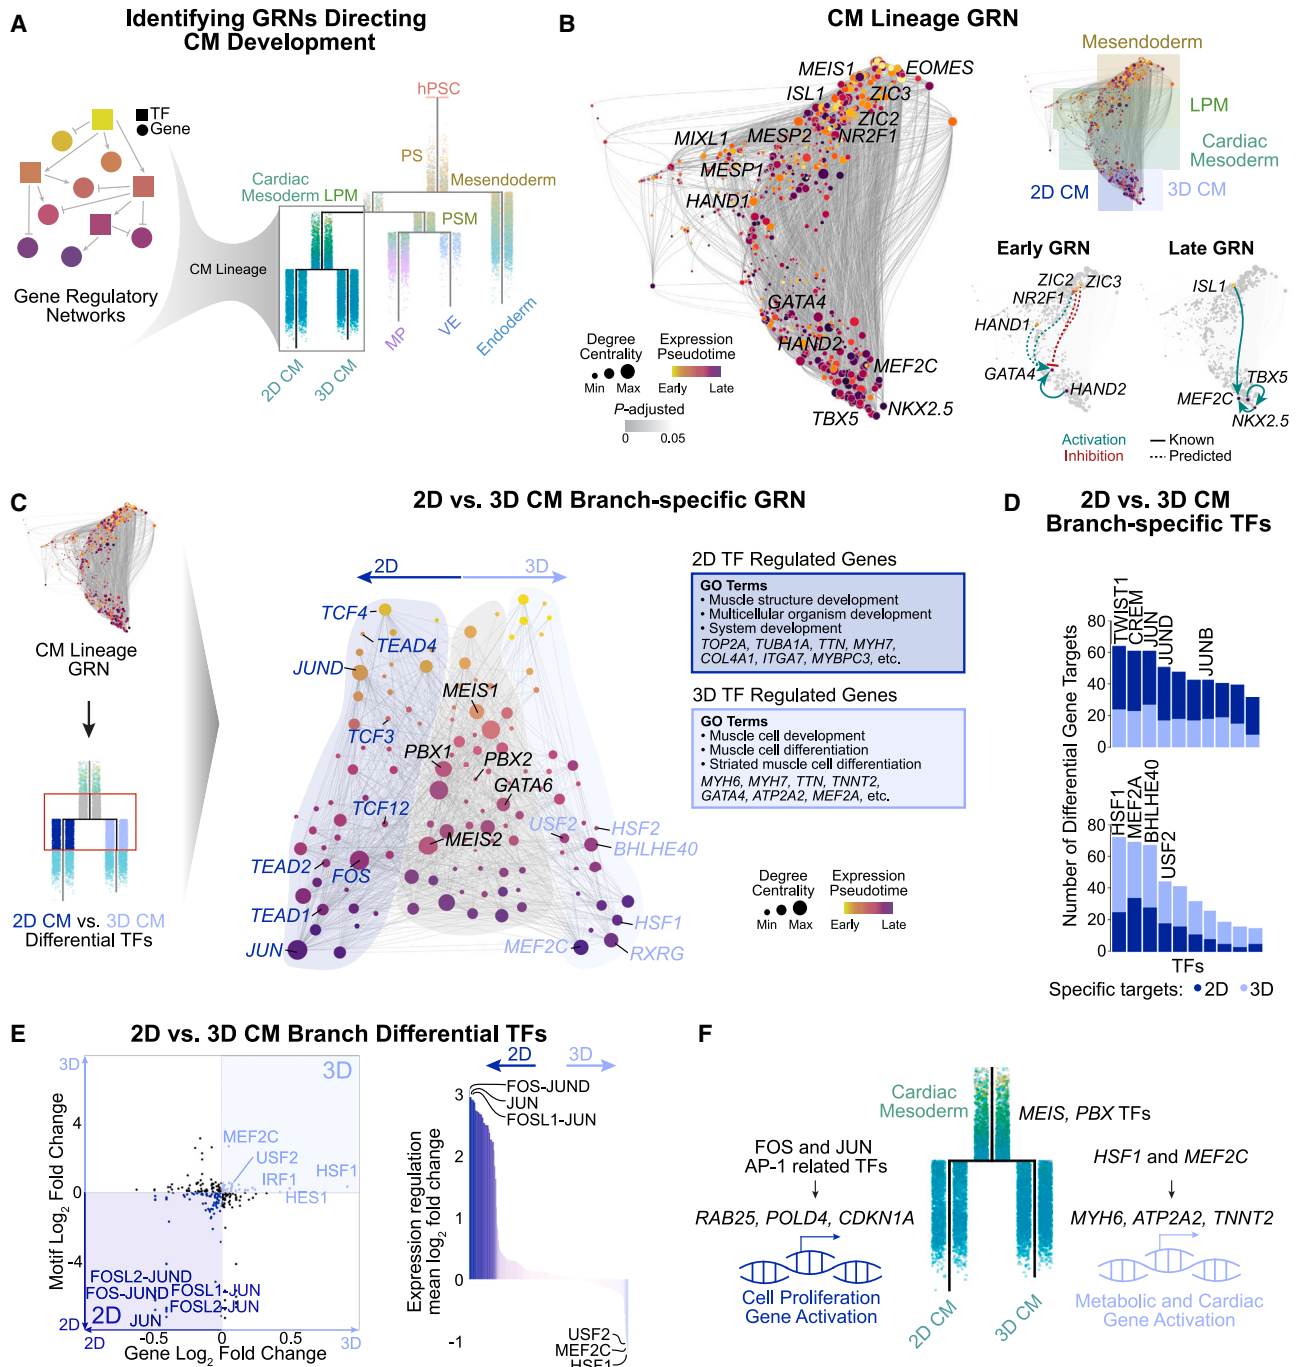 A
Identifying GRNs Directing
CM Development
TF
Gene
Gene Regulatory
Networks
CM Lineage
hPSC
PS
Cardiac
Mesoderm
LPM
Mesendoderm
PSM
MP
VE
Endoderm
2D CM
3D CM
B
CM Lineage GRN
MEIS1
EOMES
ISL1
ZIC3
ZIC2
MESP2
NR2F1
MIXL1
MESP1
HAND1
GATA4
HAND2
MEF2C
TBX5
NKX2.5
Degree
Centrality
Min
Max
Expression
Pseudotime
Early
Late
P-adjusted
0
0.05
Mesendoderm
LPM
Cardiac
Mesoderm
2D CM
3D CM
Early GRN
ZIC2
ZIC3
NR2F1
HAND1
GATA4
HAND2
Late GRN
ISL1
TBX5
MEF2C
NKX2.5
Activation
Inhibition
Known
Predicted
C
CM Lineage
GRN
2D CM vs. 3D CM
Differential TFs
2D vs. 3D CM Branch-specific GRN
2D
3D
TCF4
TEAD4
JUND
MEIS1
TCF3
PBX1
PBX2
GATA6
TCF12
USF2
HSF2
BHLHE40
MEIS2
TEAD2
FOS
TEAD1
HSF1
JUN
MEF2C
RXRG
2D TF Regulated Genes
GO Terms
• Muscle structure development
• Multicellular organism development
• System development
TOP2A, TUBA1A, TTN, MYH7,
COL4A1, ITGA7, MYBPC3, etc.
3D TF Regulated Genes
GO Terms
• Muscle cell development
• Muscle cell differentiation
• Striated muscle cell differentiation
MYH6, MYH7, TTN, TNNT2,
GATA4, ATP2A2, MEF2A, etc.
Degree
Centrality
Min
Max
Expression
Pseudotime
Early
Late
D
2D vs. 3D CM
Branch-specific TFs
Number of Differential Gene Targets
80
60
40
20
0
TWIST1
CREM
JUN
JUND
JUNB
80
60
40
20
0
HSF1
MEF2A
BHLHE40
USF2
TFs
Specific targets: 2D 3D
E
2D vs. 3D CM Branch Differential TFs
3D
3D
Motif Log2 Fold Change
4
0
-4
MEF2C
USF2
IRF1
HSF1
HES1
FOSL2-JUND
FOS-JUND
FOSL1-JUN
FOSL2-JUN
2D
JUN
2D
2D
-0.5
0
0.5
3D
Gene Log2 Fold Change
2D
3D
Expression regulation
mean log2 fold change
3
2
1
0
-1
FOS-JUND
JUN
FOSL1-JUN
USF2
MEF2C
HSF1
F
Cardiac
Mesoderm
MEIS, PBX TFs
FOS and JUN
AP-1 related TFs
RAB25, POLD4, CDKN1A
Cell Proliferation
Gene Activation
HSF1 and MEF2C
MYH6, ATP2A2, TNNT2
Metabolic and Cardiac
Gene Activation
2D CM
3D CM